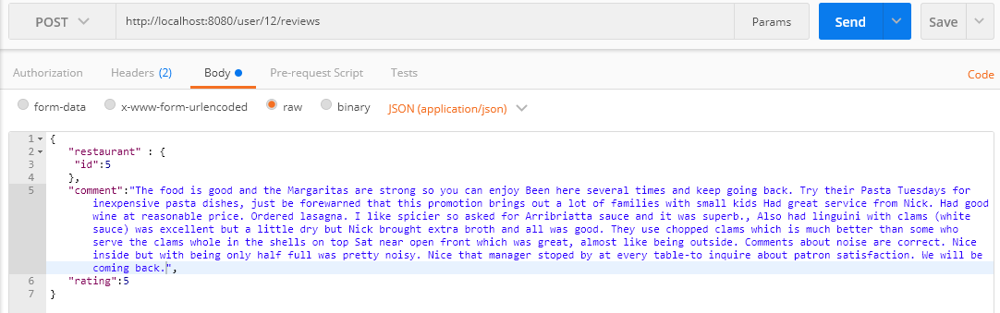 POST http://localhost:8080/user/12/reviews Params Send Save
Authorization Headers (2) Body Pre-request Script Tests Code
form-data x-www-form-urlencoded raw binary JSON (application/json)
1 {
2 "restaurant" : {
3 "id":5
4 },
5 "comment":"The food is good and the Margaritas are strong so you can enjoy Been here several times and keep going back. Try their Pasta Tuesdays for
inexpensive pasta dishes, just be forewarned that this promotion brings out a lot of families with small kids Had great service from Nick. Had good
wine at reasonable price. Ordered lasagna. I like spicier so asked for Arribriatta sauce and it was superb., Also had linguini with clams (white
sauce) was excellent but a little dry but Nick brought extra broth and all was good. They use chopped clams which is much better than some who
serve the clams whole in the shells on top Sat near open front which was great, almost like being outside. Comments about noise are correct. Nice
inside but with being only half full was pretty noisy. Nice that manager stoped by at every table-to inquire about patron satisfaction. We will be
coming back.",
6 "rating":5
7 }